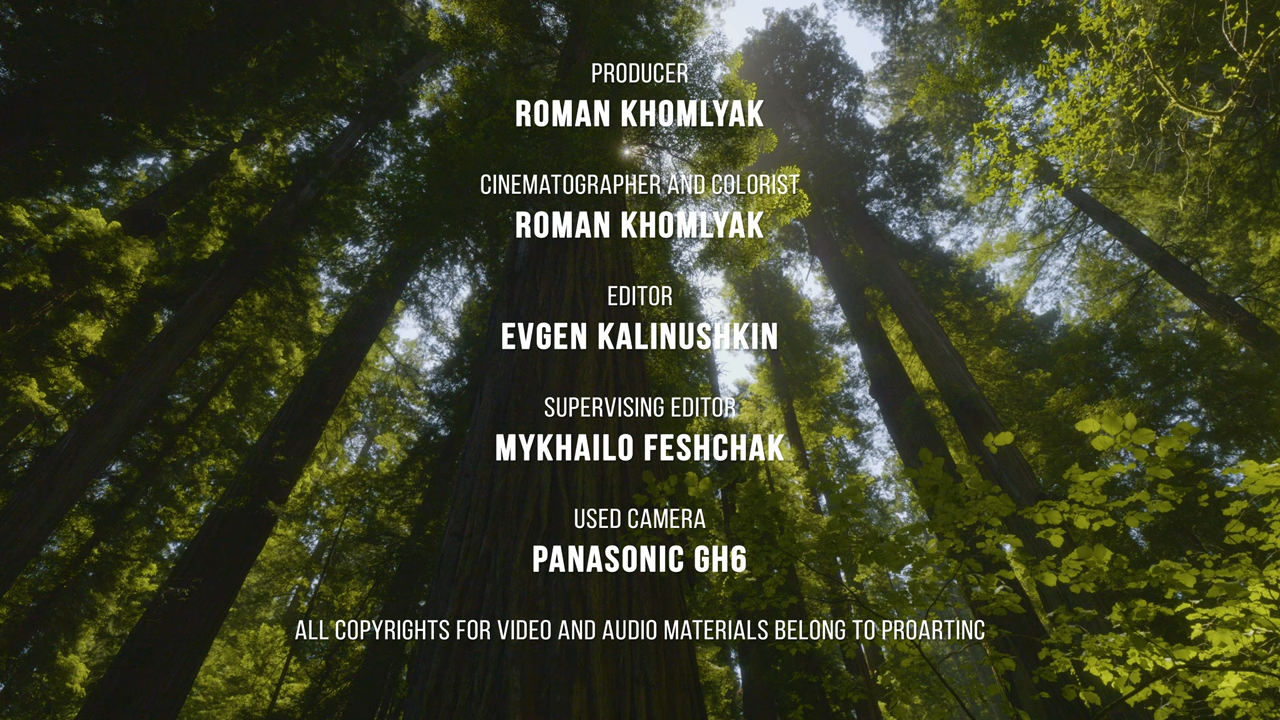 PRODUCER
ROMAN KHOMLYAK
CINEMATOGRAPHER AND COLORIST
ROMAN KHOMLYAK
EDITOR
EVGEN KALINUSHKIN
SUPERVISING EDITOR
MYKHAILO FESHCHAK
USED CAMERA
PANASONIC GH6
ALL COPYRIGHTS FOR VIDEO AND AUDIO MATERIALS BELONG TO PROARTINC